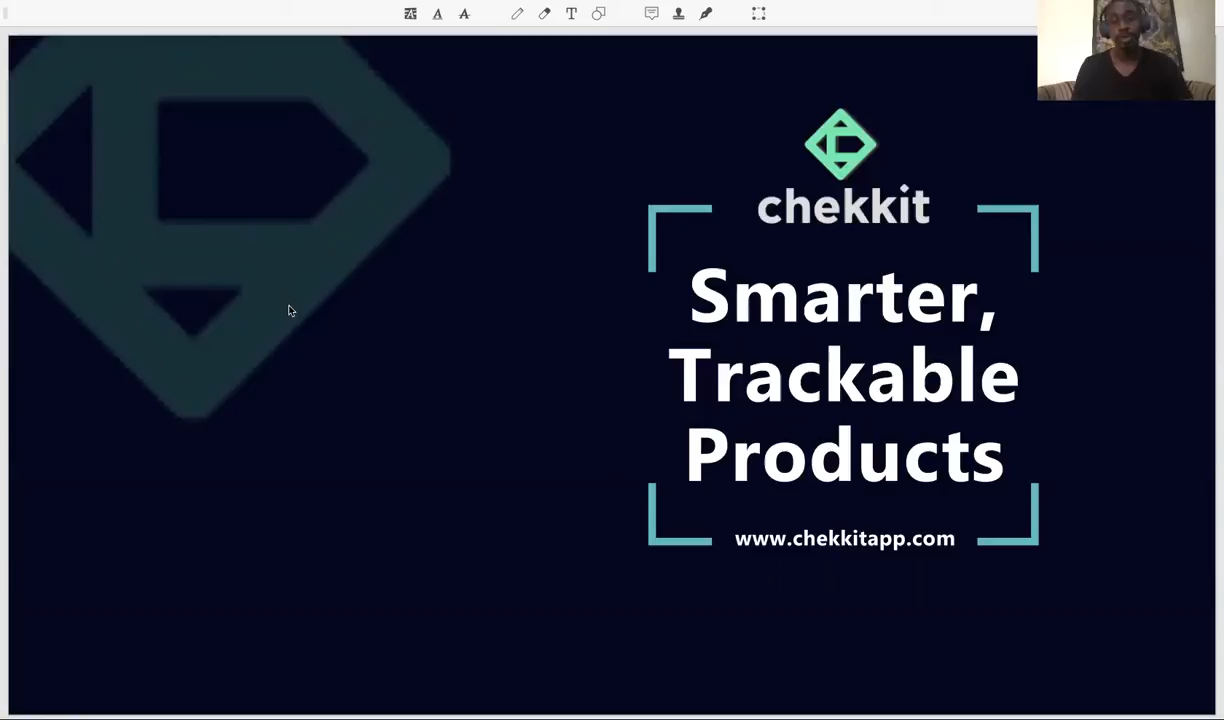 chekkit
Smarter,
Trackable
Products
www.chekkitapp.com